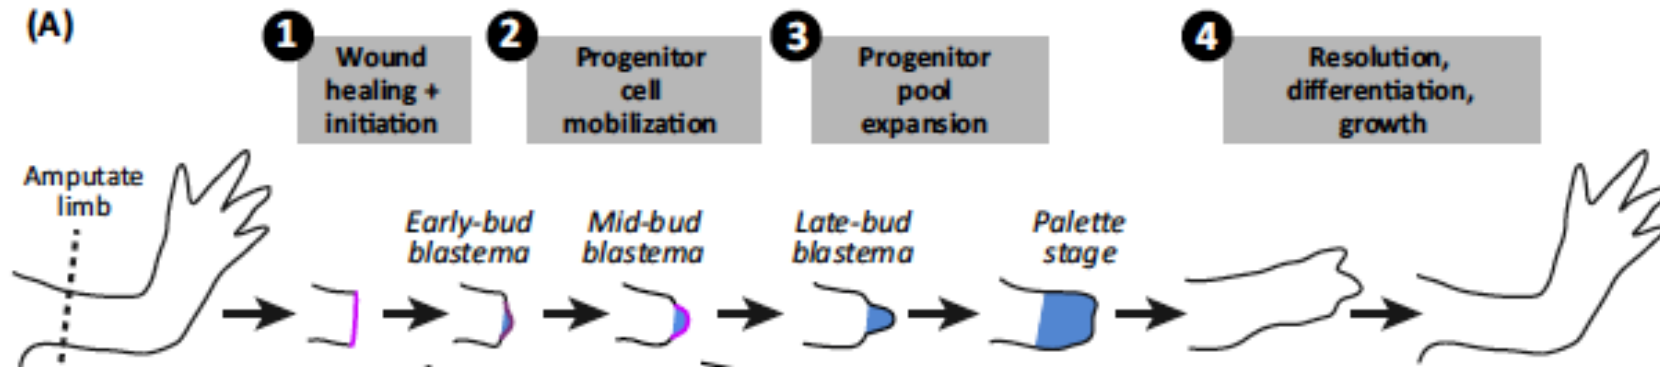 (A)
1
Wound
healing +
initiation
2
Progenitor
cell
mobilization
3
Progenitor
pool
expansion
4
Resolution,
differentiation,
growth
Amputate
limb
Early-bud
blastema
Mid-bud
blastema
Late-bud
blastema
Palette
stage